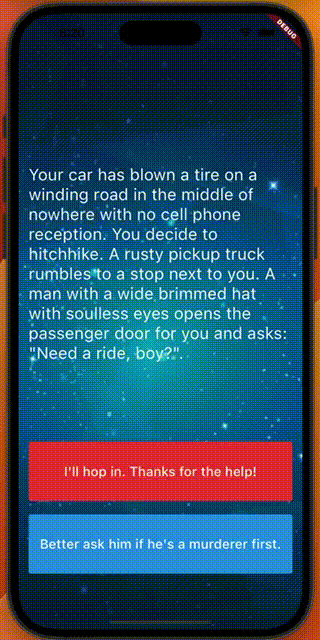 DEBUG
Your car has blown a tire on a
winding road in the middle of
nowhere with no cell phone
reception. You decide to
hitchhike. A rusty pickup truck
rumbles to a stop next to you. A
man with a wide brimmed hat
with soulless eyes opens the
passenger door for you and asks:
"Need a ride, boy?".
I'll hop in. Thanks for the help!
Better ask him if he's a murderer first.